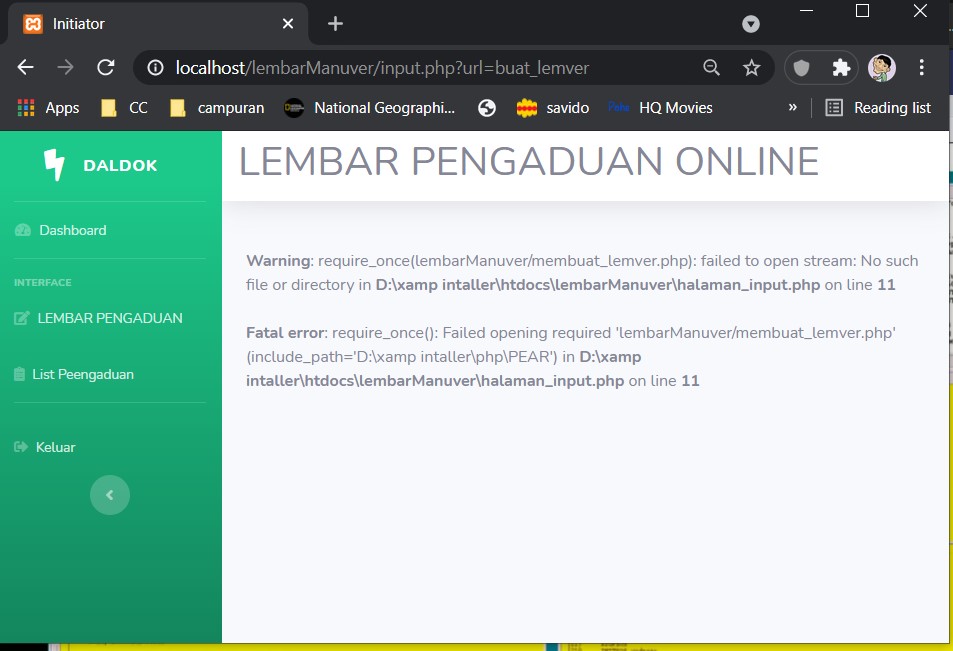 Initiator
localhost/lembarManuver/input.php?url=buat_lemver
Apps CC campuran National Geographi... savido HQ Movies » Reading list
DALDOK
LEMBAR PENGADUAN ONLINE
Dashboard
INTERFACE
LEMBAR PENGADUAN
List Peengaduan
Keluar
Warning: require_once(lembarManuver/membuat_lemver.php): failed to open stream: No such
file or directory in D:\xamp intaller\htdocs\lembarManuver\halaman_input.php on line 11
Fatal error: require_once(): Failed opening required 'lembarManuver/membuat_lemver.php'
(include_path='D:\xamp intaller\php\PEAR') in D:\xamp
intaller\htdocs\lembarManuver\halaman_input.php on line 11